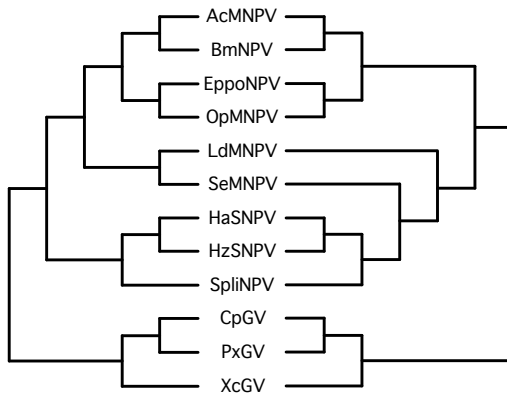 AcMNPV
BmNPV
EppoNPV
OpMNPV
LdMNPV
SeMNPV
HaSNPV
HzSNPV
SpliNPV
CpGV
PxGV
XcGV